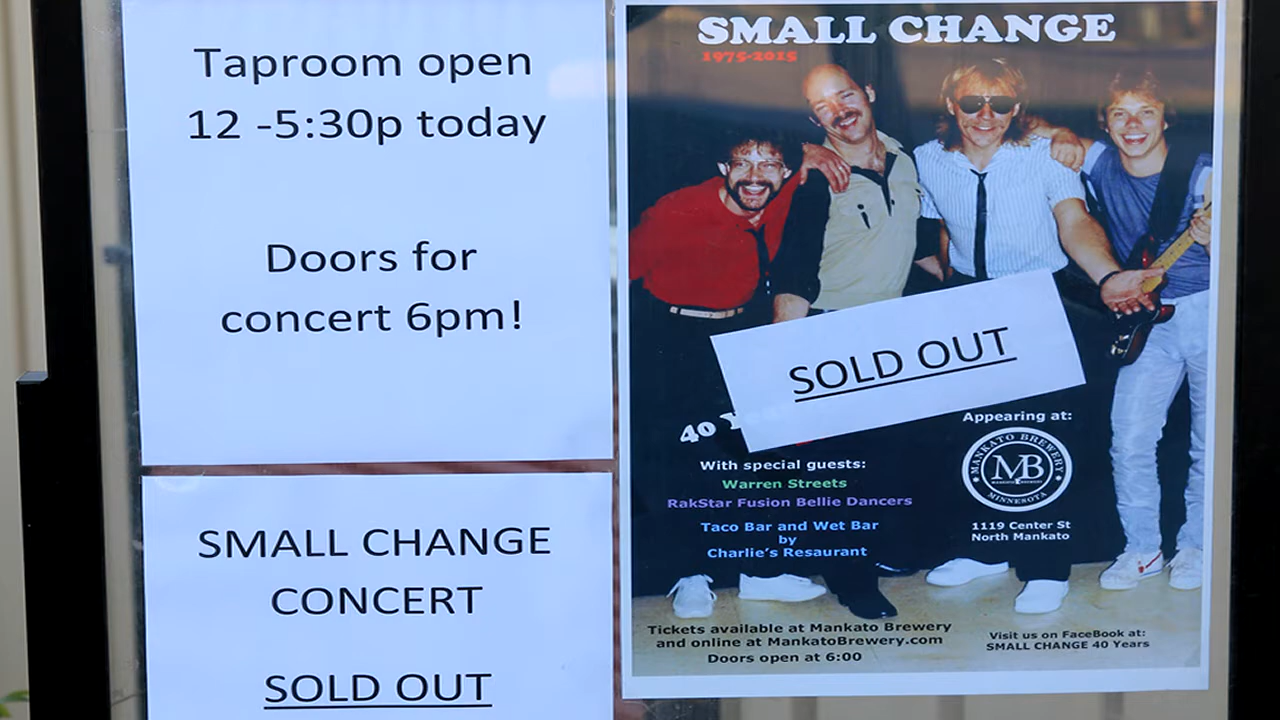 Taproom open
12 -5:30p today
Doors for
concert 6pm!
SMALL CHANGE
CONCERT
SOLD OUT
SMALL CHANGE
1975-2015
SOLD OUT
40
With special guests:
Warren Streets
RakStar Fusion Bellie Dancers
Taco Bar and Wet Bar
by
Charlie's Resaurant
Appearing at:
MANKATO BREWERY
MB
MINNESOTA
1119 Center St
North Mankato
Tickets available at Mankato Brewery
and online at MankatoBrewery.com
Doors open at 6:00
Visit us on FaceBook at:
SMALL CHANGE 40 Years